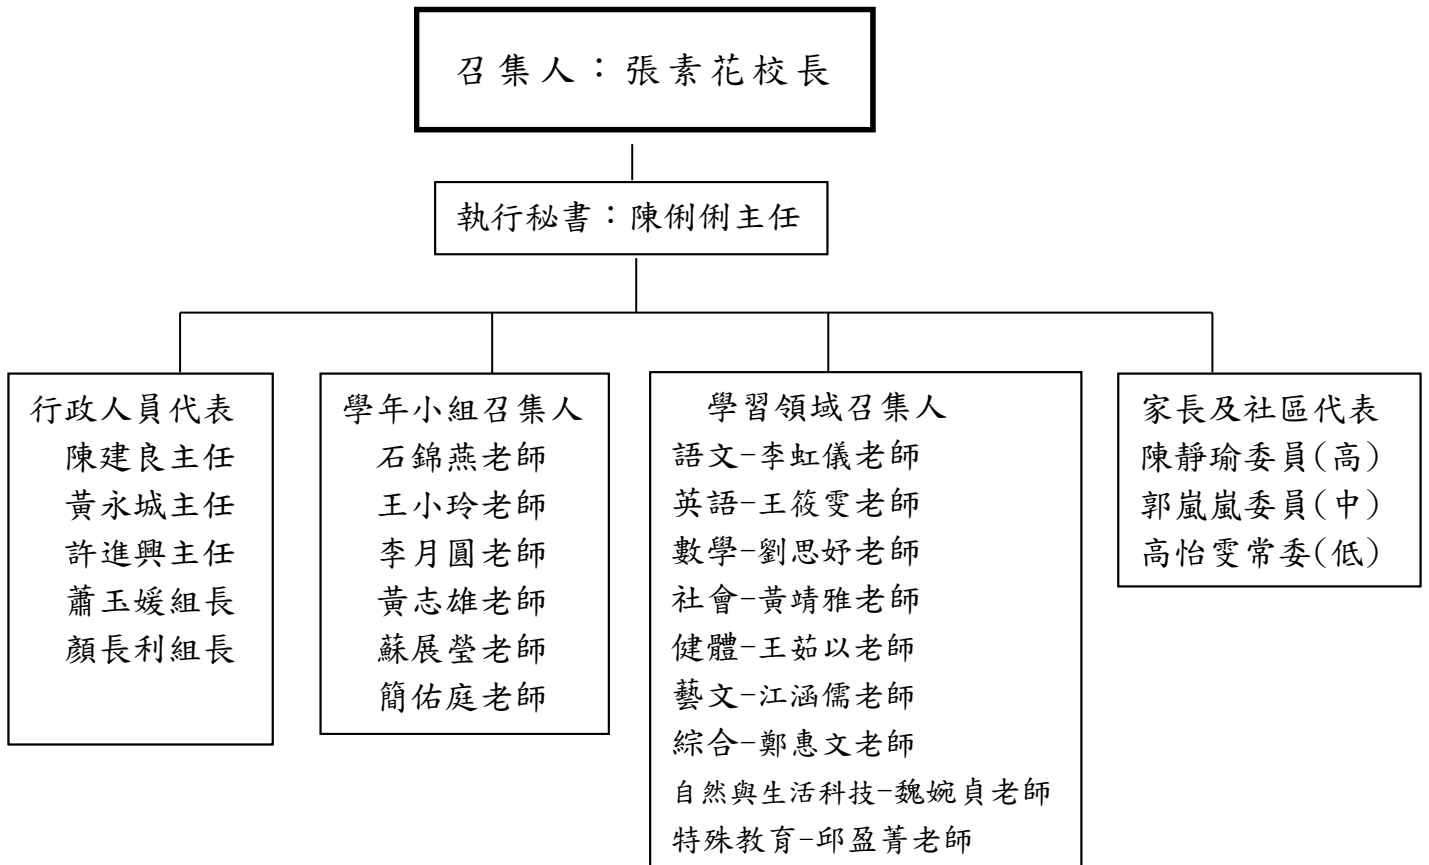 召集人：張素花校長
執行秘書：陳俐俐主任
行政人員代表
陳建良主任
黃永城主任
許進興主任
蕭玉媛組長
顏長利組長
學年小組召集人
石錦燕老師
王小玲老師
李月圓老師
黃志雄老師
蘇展瑩老師
簡佑庭老師
學習領域召集人
語文-李虹儀老師
英語-王筱雯老師
數學-劉思妤老師
社會-黃靖雅老師
健體-王茹以老師
藝文-江涵儒老師
綜合-鄭惠文老師
自然與生活科技-魏婉貞老師
特殊教育-邱盈菁老師
家長及社區代表
陳靜瑜委員(高)
郭嵐嵐委員(中)
高怡雯常委(低)